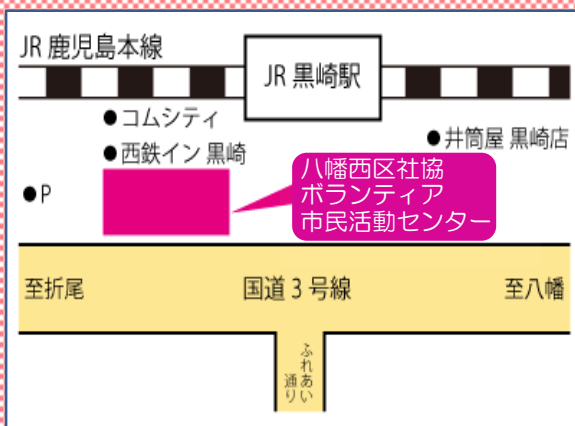 JR 鹿児島本線
JR 黒崎駅
●コムシティ
●井筒屋 黒崎店
●西鉄イン 黒崎
八幡西区社協
ボランティア
市民活動センター
●P
至折尾
国道 3 号線
至八幡
ふれあい
通り